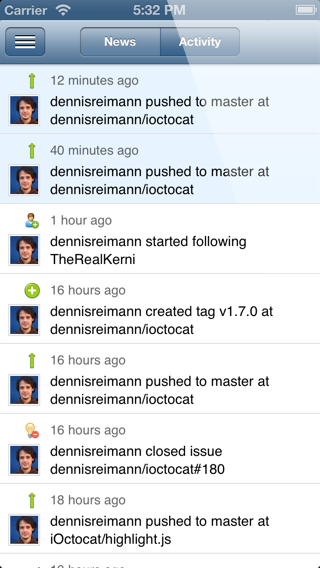 Carrier 5:32 PM
News Activity
12 minutes ago
dennisreimann pushed to master at
dennisreimann/ioctocat
40 minutes ago
dennisreimann pushed to master at
dennisreimann/ioctocat
1 hour ago
dennisreimann started following
TheRealKerni
16 hours ago
dennisreimann created tag v1.7.0 at
dennisreimann/ioctocat
16 hours ago
dennisreimann pushed to master at
dennisreimann/ioctocat
16 hours ago
dennisreimann closed issue
dennisreimann/ioctocat#180
18 hours ago
dennisreimann pushed to master at
iOctocat/highlight.js
hours ago